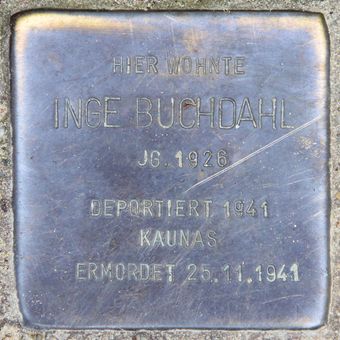 HIER WOHNTE
INGE BUCHDAHL
JG. 1926
DEPORTIERT 1941
KAUNAS
ERMORDET 25.11.1941